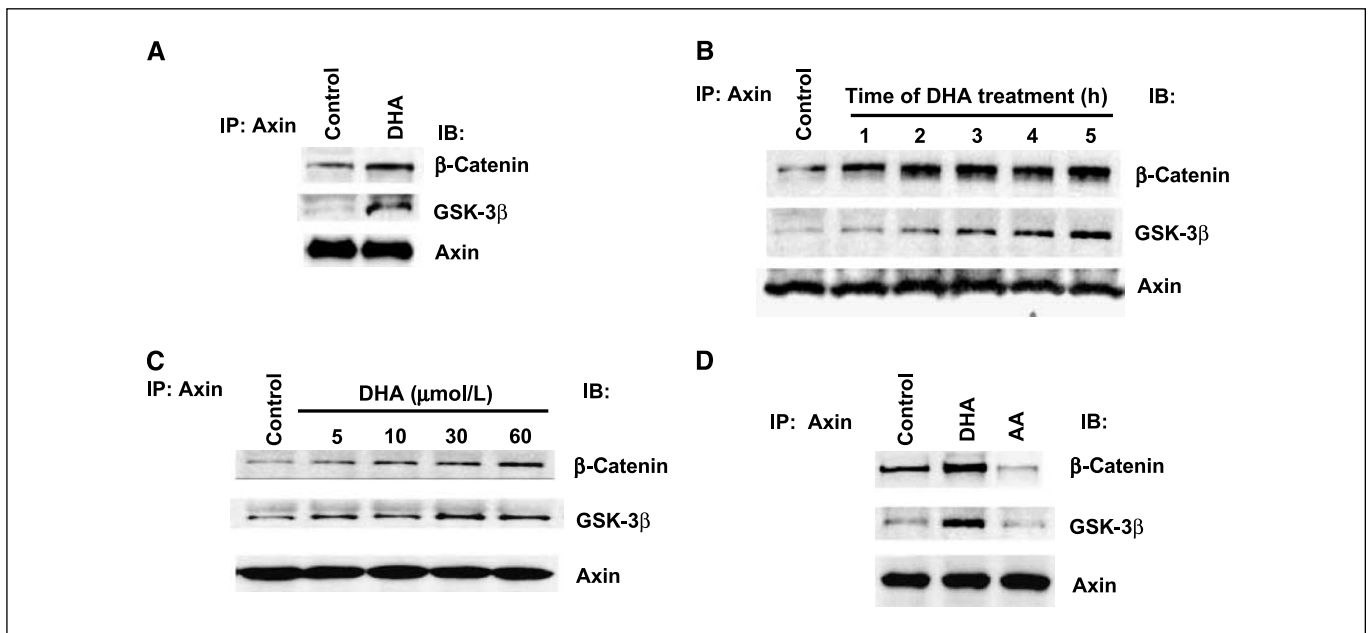 A
IP: Axin
Control
DHA
IB:
β-Catenin
GSK-3β
Axin
B
IP: Axin
Control
Time of DHA treatment (h)
IB:
1 2 3 4 5
β-Catenin
GSK-3β
Axin
C
IP: Axin
Control
DHA (μmol/L)
IB:
5 10 30 60
β-Catenin
GSK-3β
Axin
D
IP: Axin
Control
DHA
AA
IB:
β-Catenin
GSK-3β
Axin